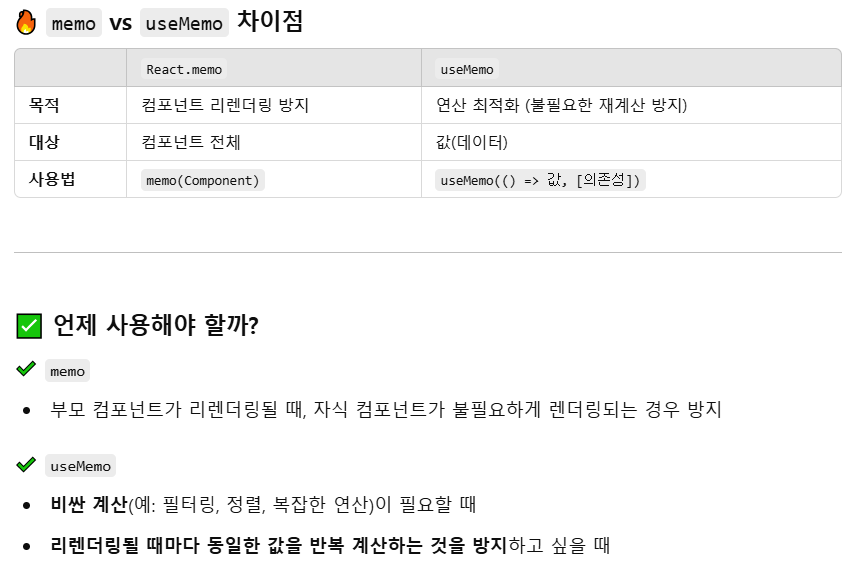 🔥 memo vs useMemo 차이점
React.memo useMemo
목적 컴포넌트 리렌더링 방지 연산 최적화 (불필요한 재계산 방지)
대상 컴포넌트 전체 값(데이터)
사용법 memo(Component) useMemo(() => 값, [의존성])
✅ 언제 사용해야 할까?
✔ memo
• 부모 컴포넌트가 리렌더링될 때, 자식 컴포넌트가 불필요하게 렌더링되는 경우 방지
✔ useMemo
• 비싼 계산(예: 필터링, 정렬, 복잡한 연산)이 필요할 때
• 리렌더링될 때마다 동일한 값을 반복 계산하는 것을 방지하고 싶을 때